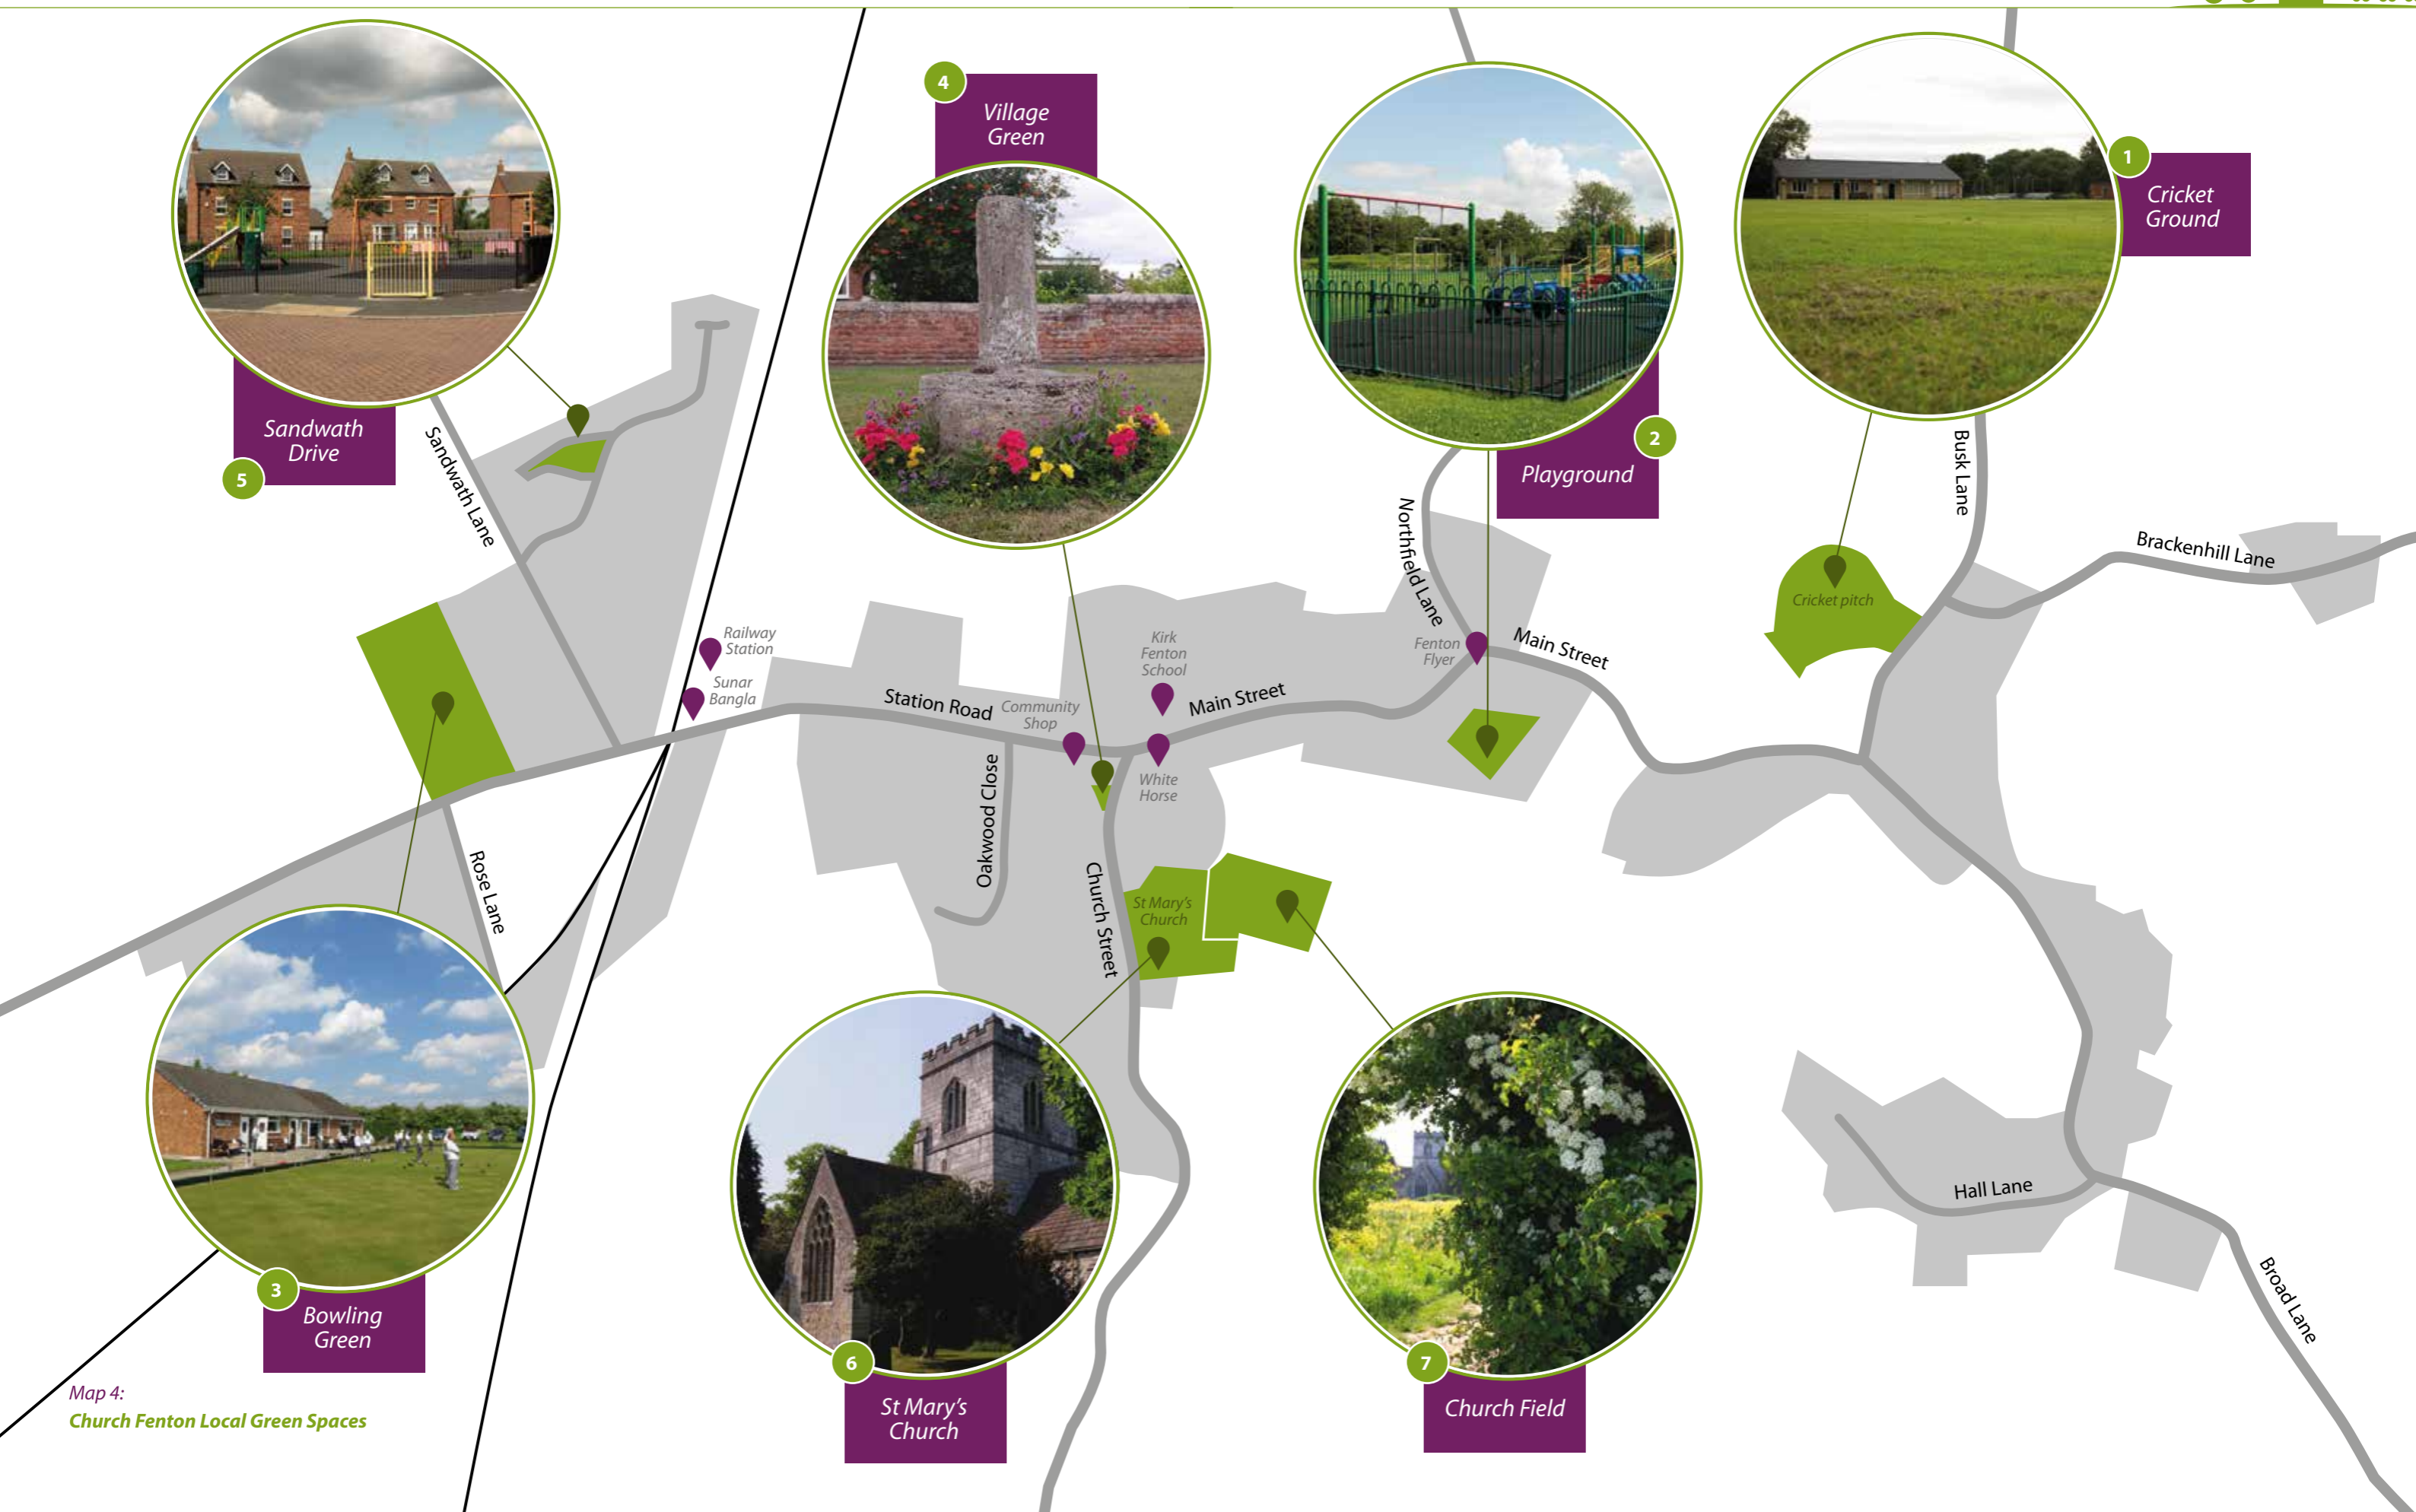 4
Village
Green
1
Cricket
Ground
2
Playground
Sandwath
Drive
5
Sandwath Lane
Northfield Lane
Busk Lane
Brackenhill Lane
Cricket pitch
Railway
Station
Sunar
Bangla
Kirk
Fenton
School
Fenton
Flyer
Main Street
Station Road
Community
Shop
Main Street
White
Horse
Oakwood Close
Rose Lane
Church Street
St Mary's
Church
Hall Lane
Broad Lane
3
Bowling
Green
6
St Mary's
Church
7
Church Field
Map 4:
Church Fenton Local Green Spaces